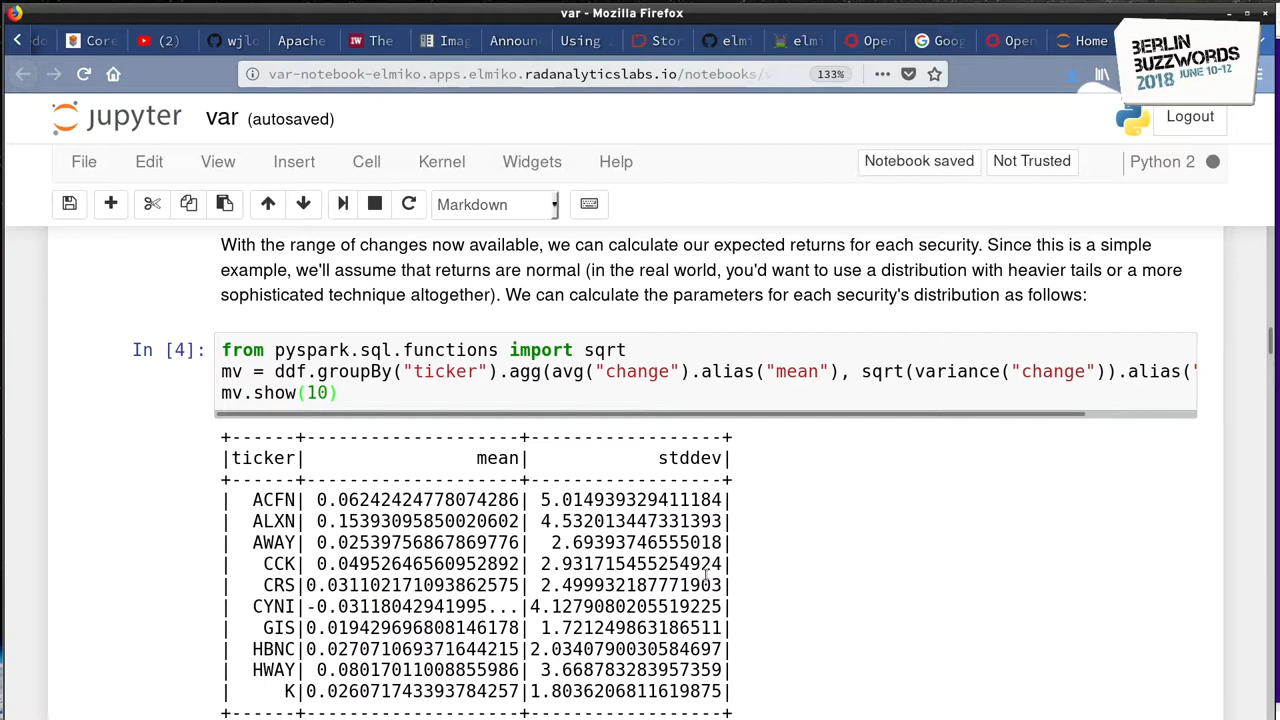 var - Mozilla Firefox
Core
(2)
wjlo
Apache
The
Imag
Announ
Using
Stor
elmi
elmi
Open
Goog
Open
Home
BERLIN
BUZZWORDS
2018 JUNE 10-12
var-notebook-elmiko.apps.elmiko.radanalyticslabs.io/notebooks/
133%
jupyter var (autosaved)
Logout
File Edit View Insert Cell Kernel Widgets Help
Notebook saved Not Trusted Python 2
Markdown
With the range of changes now available, we can calculate our expected returns for each security. Since this is a simple
example, we'll assume that returns are normal (in the real world, you'd want to use a distribution with heavier tails or a more
sophisticated technique altogether). We can calculate the parameters for each security's distribution as follows:
In [4]: from pyspark.sql.functions import sqrt
mv = ddf.groupBy("ticker").agg(avg("change").alias("mean"), sqrt(variance("change")).alias("
mv.show(10)
+------+-------------------+------------------+
|ticker|               mean|            stddev|
+------+-------------------+------------------+
|  ACFN| 0.06242424778074286| 5.014939329411184|
|  ALXN| 0.15393095850020602| 4.532013447331393|
|  AWAY| 0.02539756867869776|  2.69393746555018|
|   CCK| 0.04952646560952892| 2.931715455254924|
|   CRS|0.031102171093862575| 2.499932187771903|
|  CYNI|-0.03118042941995...|4.1279080205519225|
|   GIS|0.019429696808146178| 1.721249863186511|
|  HBNC|0.027071069371644215|2.0340790030584697|
|  HWAY| 0.08017011008855986| 3.668783283957359|
|     K|0.026071743393784257|1.8036206811619875|
+------+-------------------+------------------+